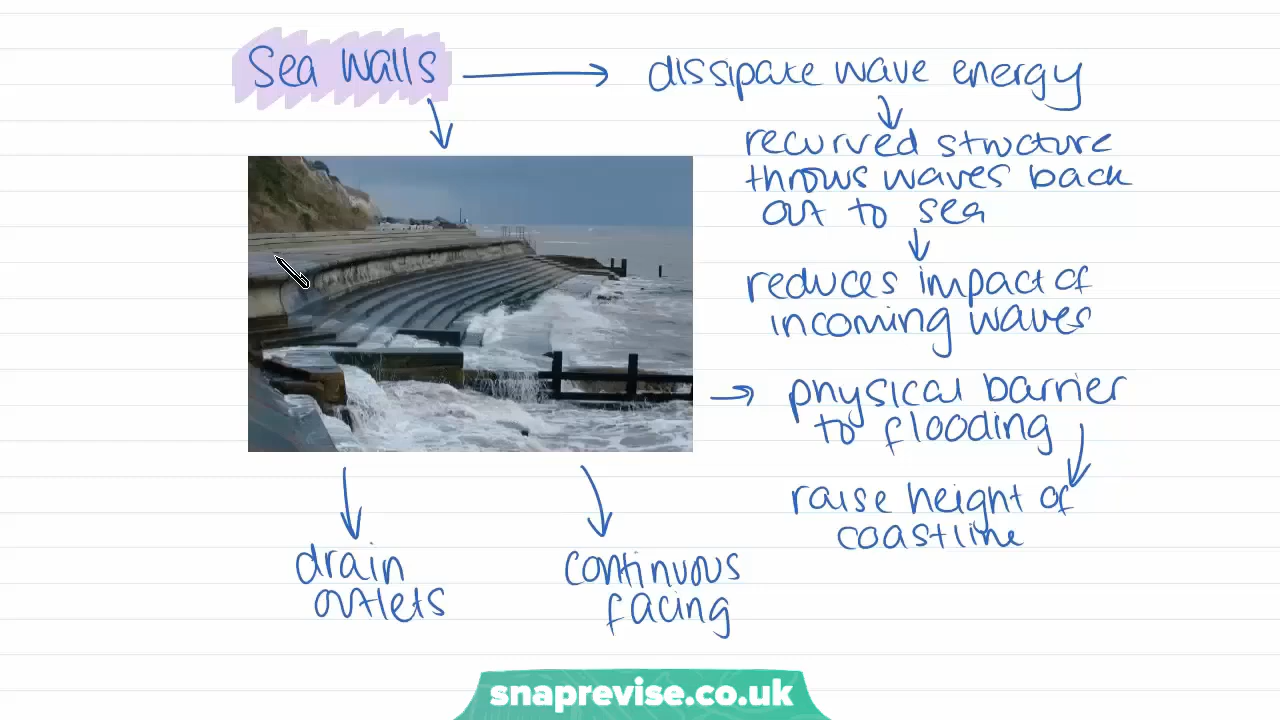 Sea walls
dissipate wave energy
recurved structure
throws waves back
out to sea
reduces impact of
incoming waves
physical barrier
to flooding
raise height of
coastline
drain
outlets
continuous
facing
snaprevise.co.uk